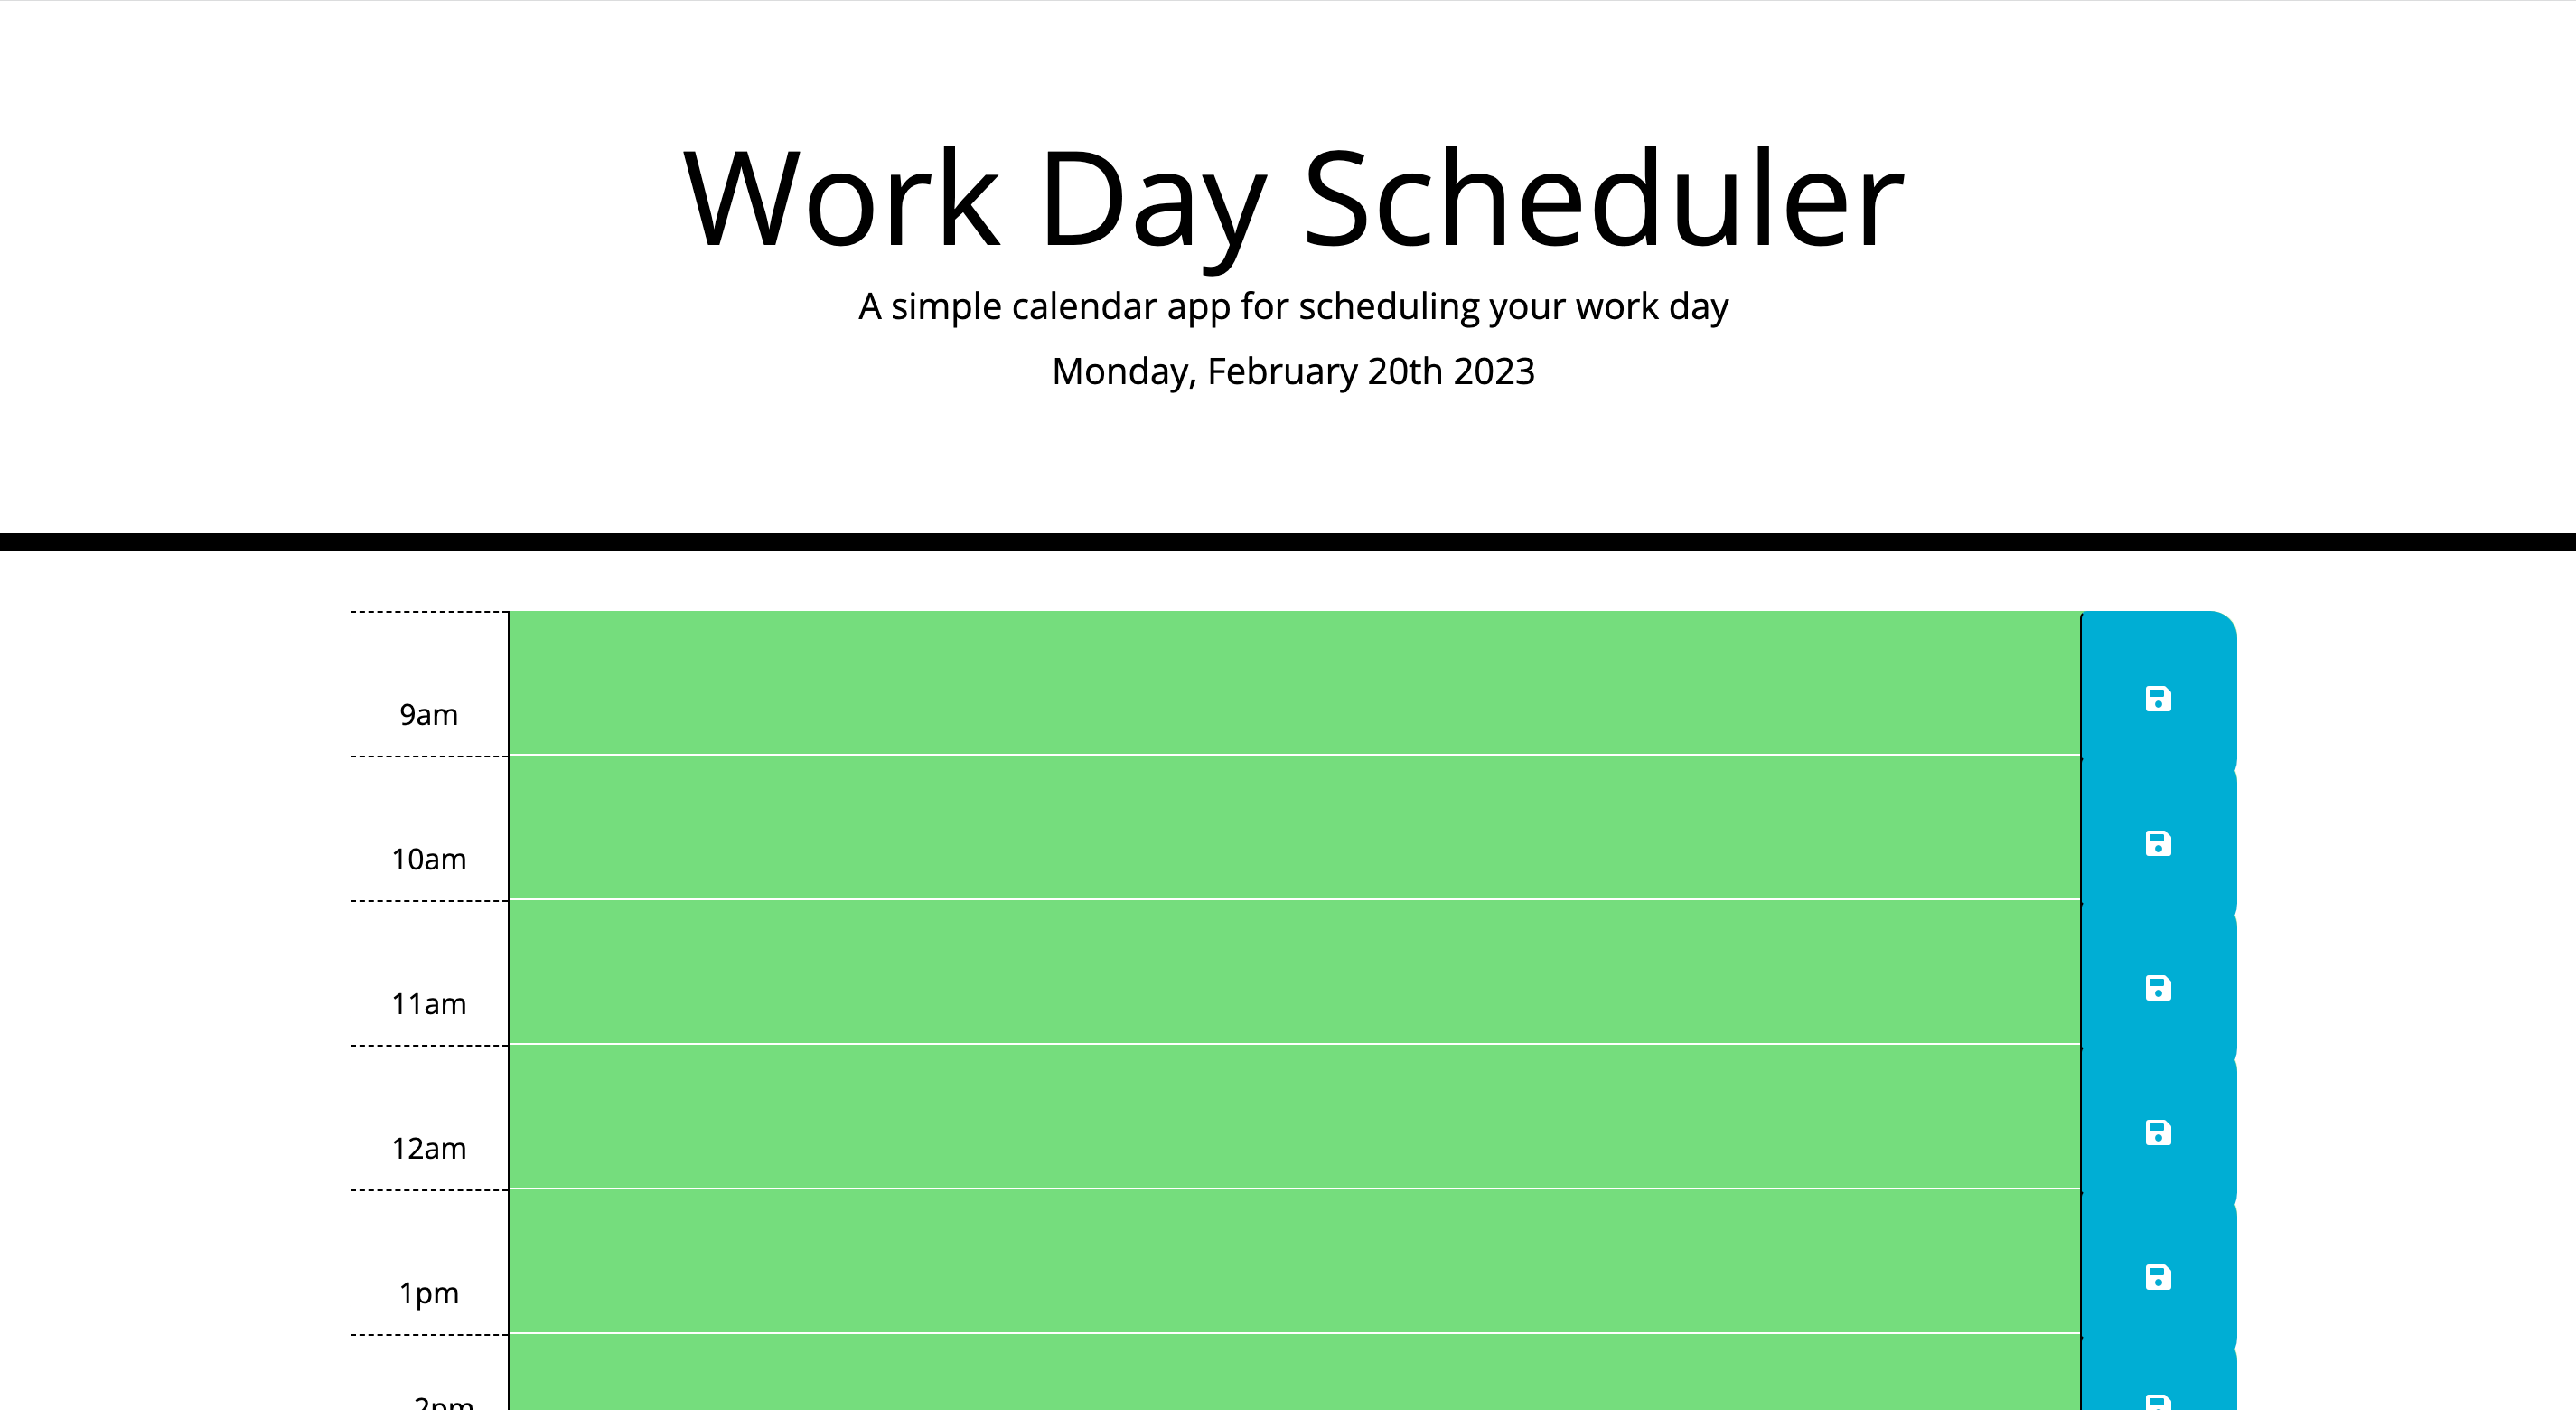 Work Day Scheduler
A simple calendar app for scheduling your work day
Monday, February 20th 2023
9am
10am
11am
12am
1pm
2pm